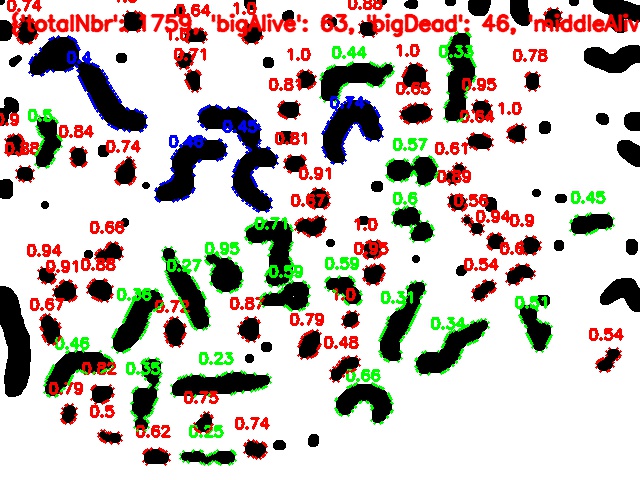 0.74 0.64 1.0 0.88
{'totalNbr': 1759, 'bigAlive': 63, 'bigDead': 46, 'middleAliv
0.4 0.71 1.0 0.44 1.0 0.33 0.78
0.81 0.74 0.65 0.95 1.0
0.9 0.5 0.84 0.46 0.49 0.81 0.64
0.88 0.74 0.57 0.61
0.91 0.89
0.67 0.6 0.56 0.45
0.66 0.71 1.0 0.94 0.9
0.94 0.95 0.95
0.91 0.88 0.27 0.59 0.59 0.54
0.67 0.36 0.72 0.87 1.0 0.31 0.51
0.46 0.79 0.48 0.34 0.54
0.82 0.35 0.23
0.79 0.75 0.66
0.5 0.62 0.25 0.74